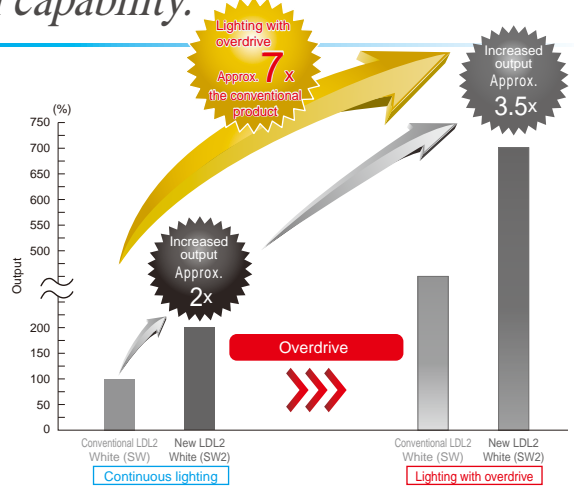 capability.
Lighting with
overdrive
Approx. 7 x
the conventional
product
Increased
output
Approx.
3.5x
(%)
750
700
650
600
550
500
200
150
100
50
0
Output
Increased
output
Approx.
2x
Overdrive
Conventional LDL2
White (SW)
New LDL2
White (SW2)
Continuous lighting
Conventional LDL2
White (SW)
New LDL2
White (SW2)
Lighting with overdrive